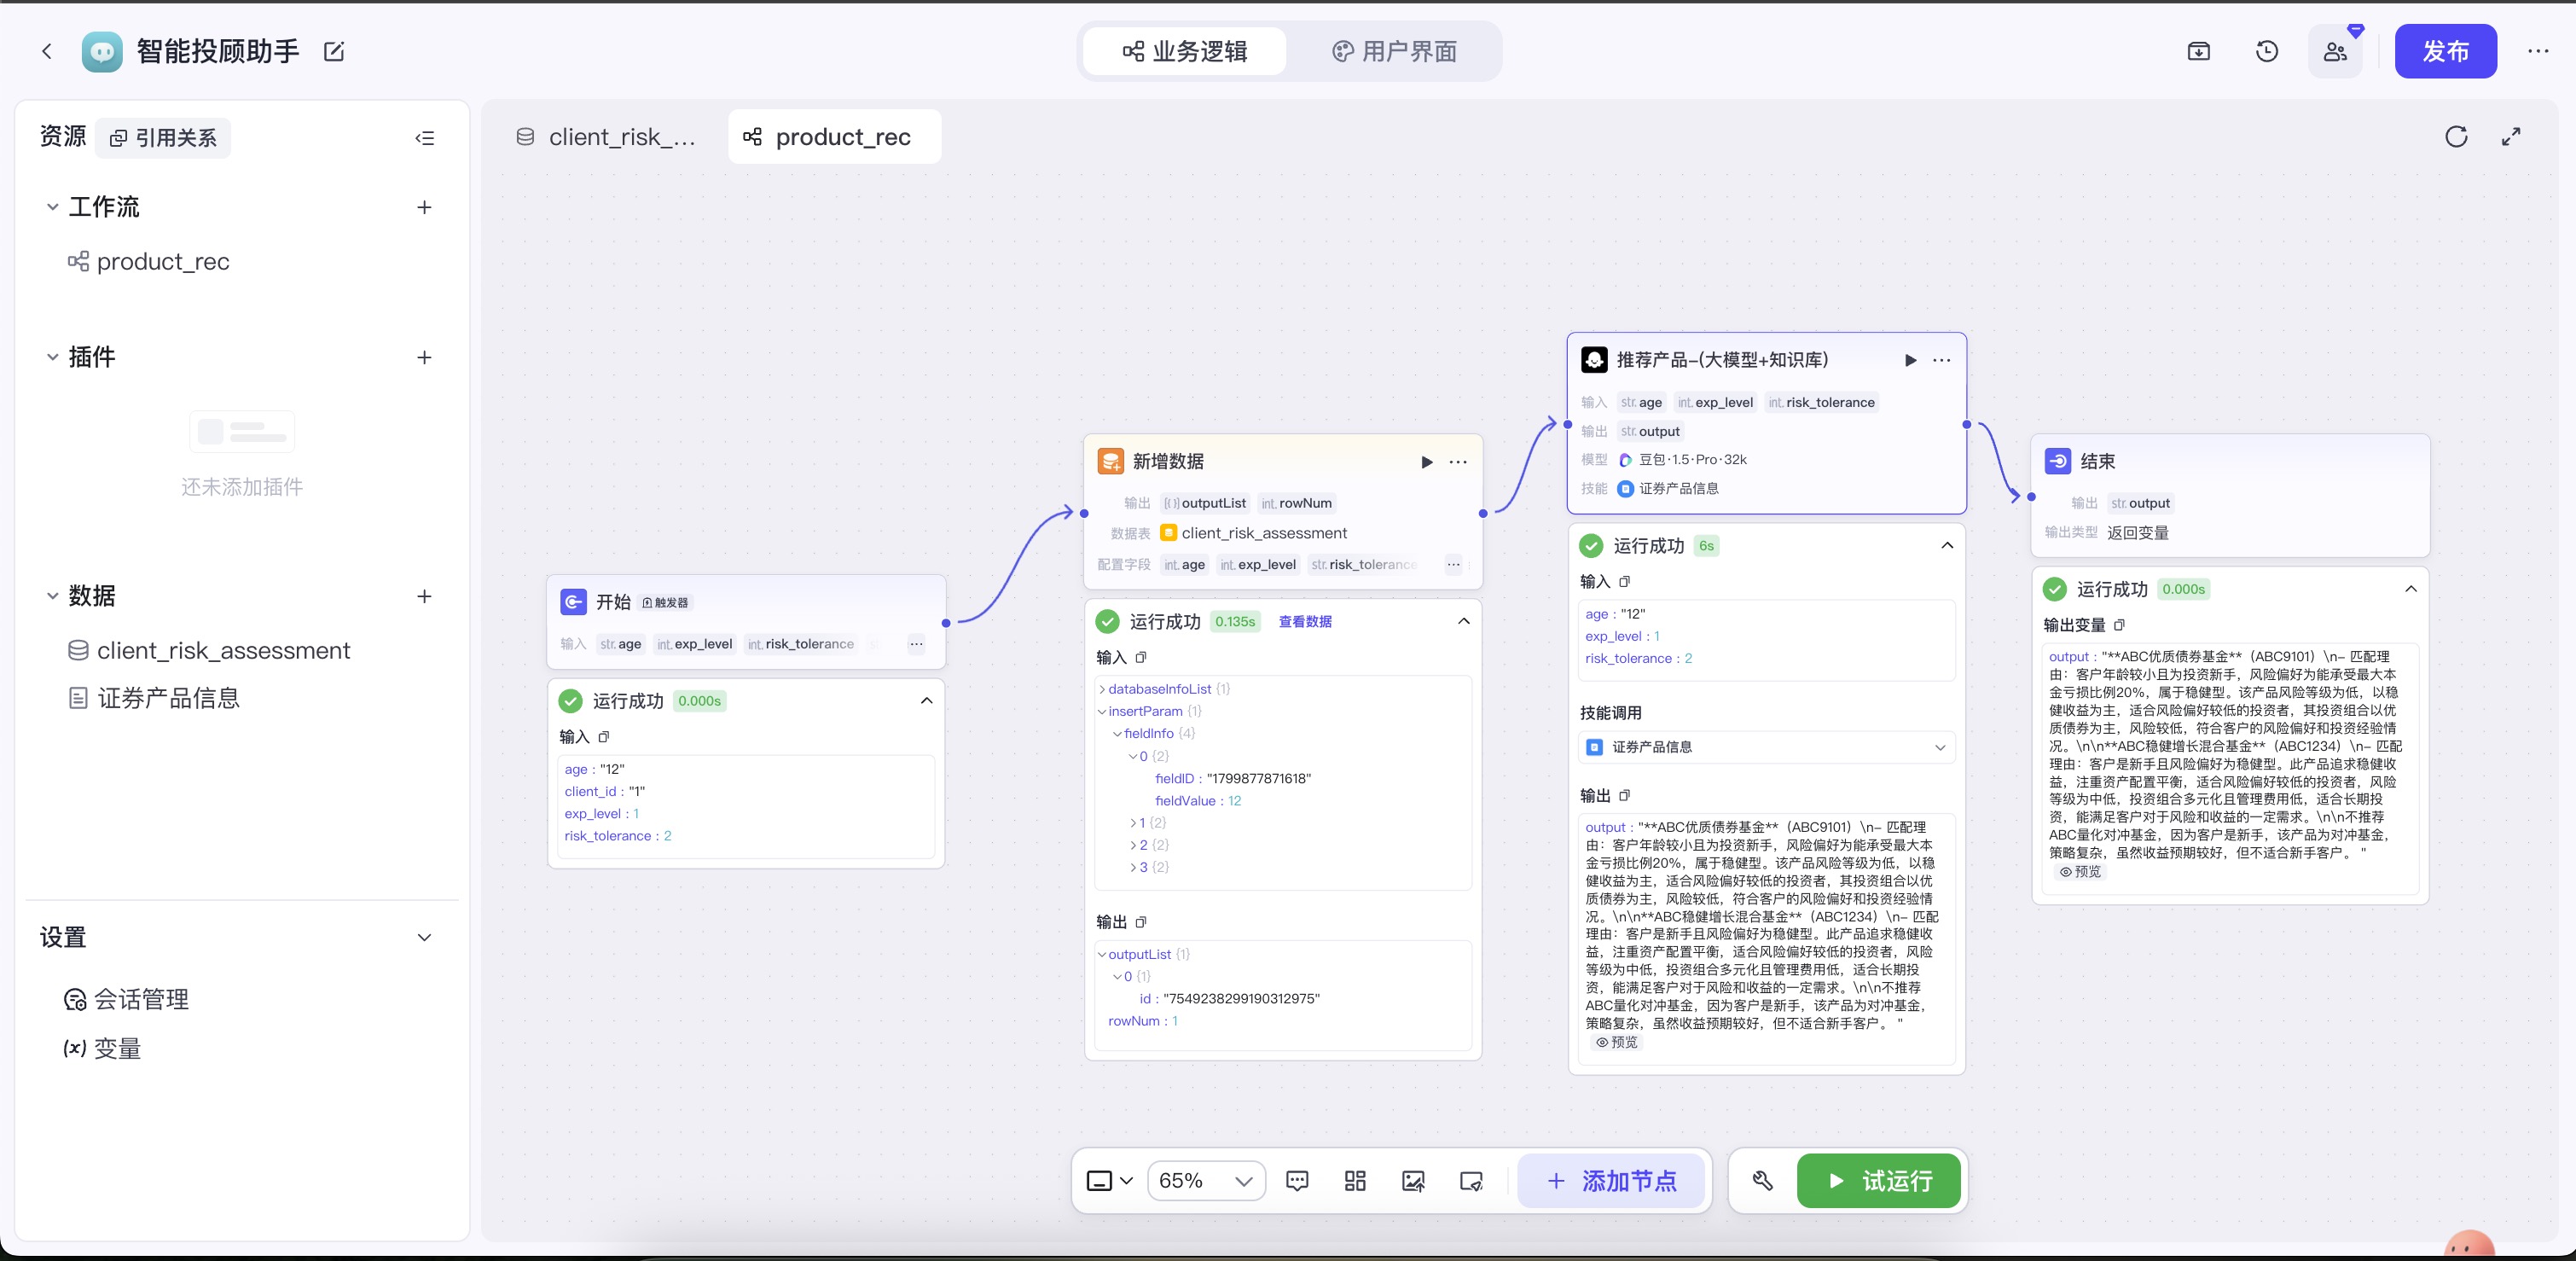 智能投顾助手
业务逻辑
用户界面
发布
资源
引用关系
工作流
product_rec
插件
还未添加插件
数据
client_risk_assessment
证券产品信息
设置
会话管理
(x) 变量
client_risk_...
product_rec
开始 触发器
输入 str. age int. exp_level int. risk_tolerance
运行成功 0.000s
输入
age : "12"
client_id : "1"
exp_level : 1
risk_tolerance : 2
新增数据
输出 [{}] outputList int. rowNum
数据表 client_risk_assessment
配置字段 int. age int. exp_level str. risk_tolerance
运行成功 0.135s 查看数据
输入
databaseInfoList {1}
insertParam {1}
fieldInfo {4}
0 {2}
fieldID : "1799877871618"
fieldValue : 12
1 {2}
2 {2}
3 {2}
输出
outputList {1}
0 {1}
id : "7549238299190312975"
rowNum : 1
推荐产品-(大模型+知识库)
输入 str. age int. exp_level int. risk_tolerance
输出 str. output
模型 豆包·1.5·Pro·32k
技能 证券产品信息
运行成功 6s
输入
age : "12"
exp_level : 1
risk_tolerance : 2
技能调用
证券产品信息
输出
output : "**ABC优质债券基金**（ABC9101）\n- 匹配理
由：客户年龄较小且为投资新手，风险偏好为能承受最大本
金亏损比例20%，属于稳健型。该产品风险等级为低，以稳
健收益为主，适合风险偏好较低的投资者，其投资组合以优
质债券为主，风险较低，符合客户的风险偏好和投资经验情
况。\n\n**ABC稳健增长混合基金**（ABC1234）\n- 匹配
理由：客户是新手且风险偏好为稳健型。此产品追求稳健收
益，注重资产配置平衡，适合风险偏好较低的投资者，风险
等级为中低，投资组合多元化且管理费用低，适合长期投
资，能满足客户对于风险和收益的一定需求。\n\n不推荐
ABC量化对冲基金，因为客户是新手，该产品为对冲基金，
策略复杂，虽然收益预期较好，但不适合新手客户。 "
预览
结束
输出 str. output
输出类型 返回变量
运行成功 0.000s
输出变量
output : "**ABC优质债券基金**（ABC9101）\n- 匹配理
由：客户年龄较小且为投资新手，风险偏好为能承受最大本
金亏损比例20%，属于稳健型。该产品风险等级为低，以稳
健收益为主，适合风险偏好较低的投资者，其投资组合以优
质债券为主，风险较低，符合客户的风险偏好和投资经验情
况。\n\n**ABC稳健增长混合基金**（ABC1234）\n- 匹配
理由：客户是新手且风险偏好为稳健型。此产品追求稳健收
益，注重资产配置平衡，适合风险偏好较低的投资者，风险
等级为中低，投资组合多元化且管理费用低，适合长期投
资，能满足客户对于风险和收益的一定需求。\n\n不推荐
ABC量化对冲基金，因为客户是新手，该产品为对冲基金，
策略复杂，虽然收益预期较好，但不适合新手客户。 "
预览
65%
添加节点
试运行